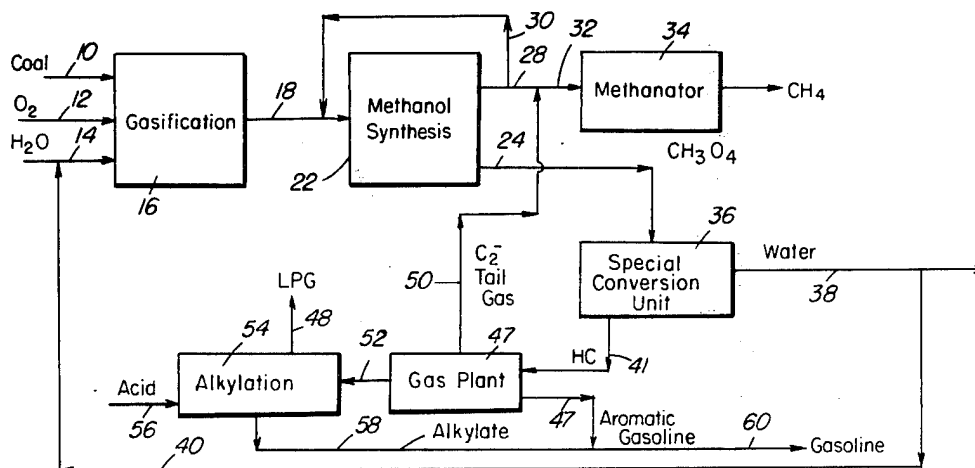 30
34
Coal
10
28
32
O2
12
18
Methanol
Synthesis
Methanator
CH4
H2O
14
Gasification
24
CH3O4
22
16
36
C2-
Tail
Gas
Special
Conversion
Unit
Water
38
50
LPG
48
54
52
47
HC
41
Acid
Alkylation
Gas Plant
56
47
Aromatic
Gasoline
58
Alkylate
60
Gasoline
40